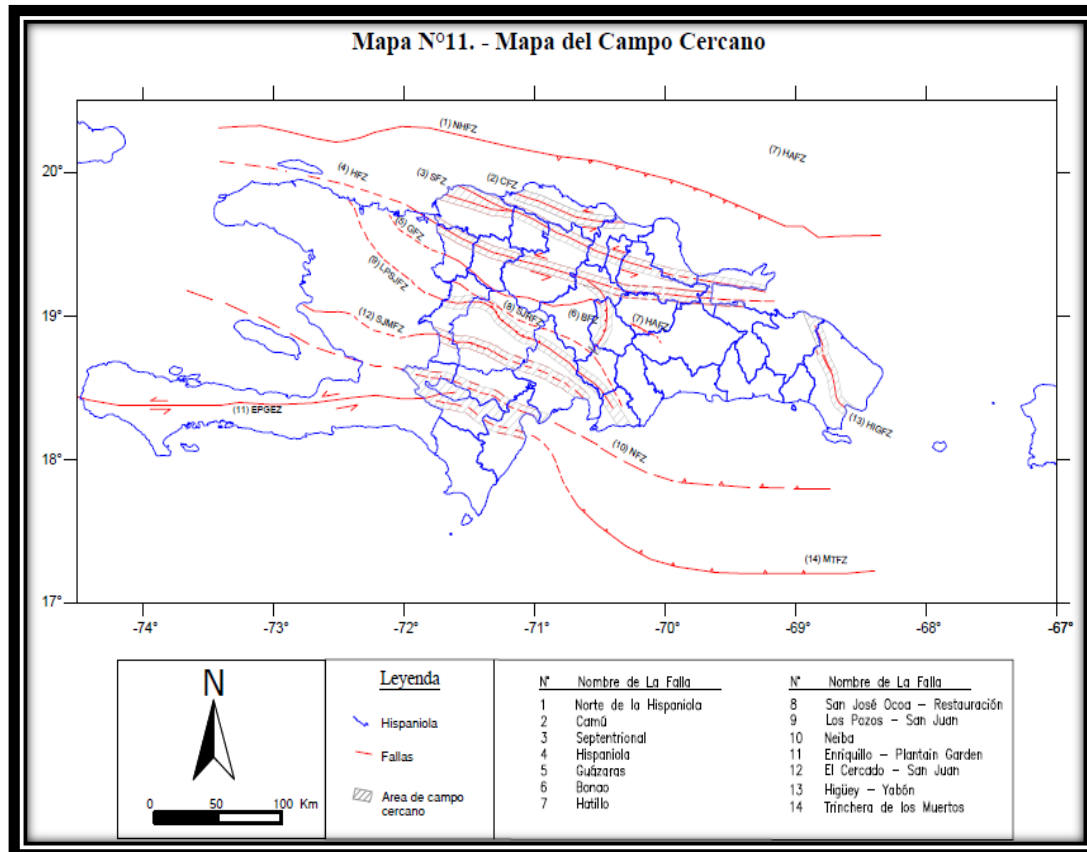 Mapa N°11. - Mapa del Campo Cercano
(1) NHFZ
(7) HAFZ
20°
(4) HFZ
(3) SFZ
(2) CFZ
(5) GFZ
(9) LPSJFZ
19°
(12) SJMFZ
(8) SJRFZ
(6) BFZ
(7) HAFZ
(11) EPGEZ
(13) HIGFZ
18°
(10) NFZ
(14) MTFZ
17°
-74°
-73°
-72°
-71°
-70°
-69°
-68°
-67°
N
0
50
100 Km
Leyenda
Hispaniola
Fallas
Area de campo
cercano
N° Nombre de La Falla
1 Norte de la Hispaniola
2 Camú
3 Septentrional
4 Hispaniola
5 Guázaras
6 Bonao
7 Hatillo
N° Nombre de La Falla
8 San José Ocoa – Restauración
9 Los Pozos – San Juan
10 Neiba
11 Enriquillo – Plantain Garden
12 El Cercado – San Juan
13 Higüey – Yabón
14 Trinchera de los Muertos